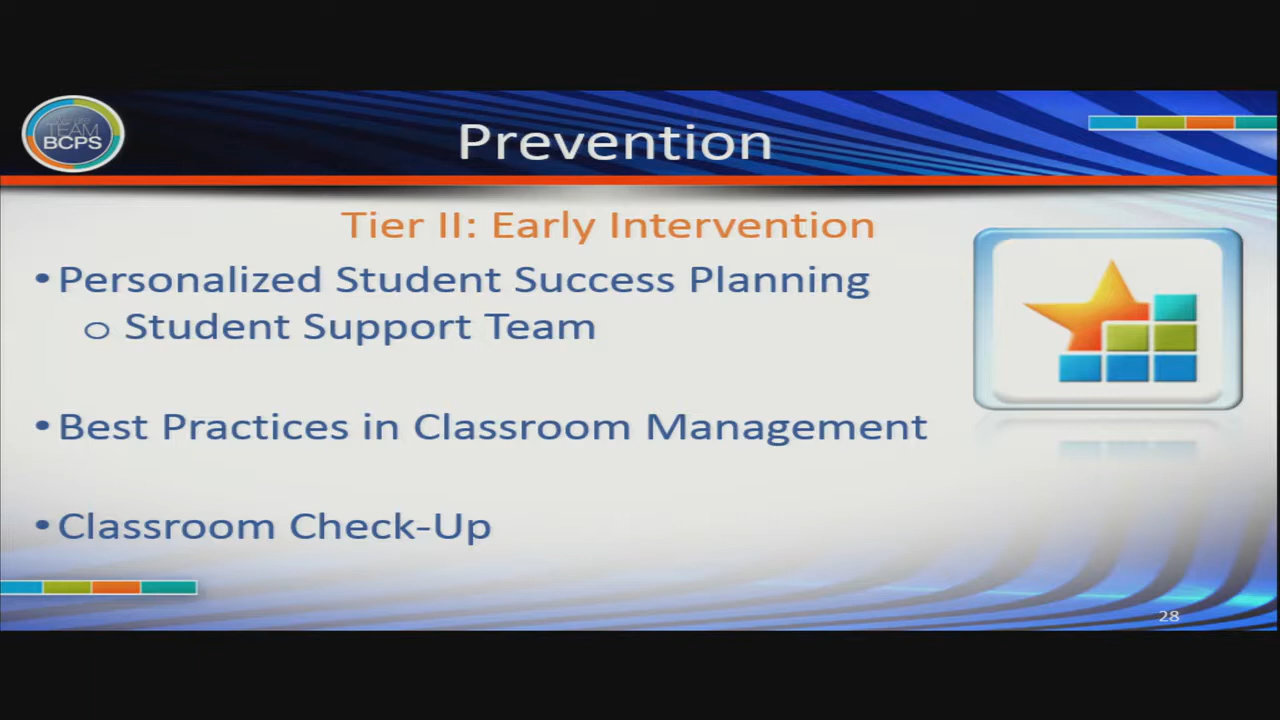 TEAM
BCPS
Prevention
Tier II: Early Intervention
•Personalized Student Success Planning
o Student Support Team
•Best Practices in Classroom Management
•Classroom Check-Up
28